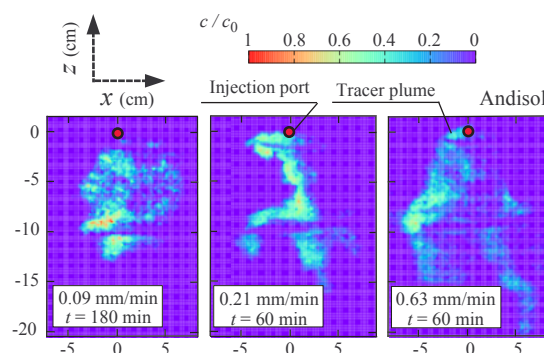 c / c0
1 0.8 0.6 0.4 0.2 0
z (cm)
x (cm)
Injection port
Tracer plume
Andisol
0
-5
-10
-15
-20
0.09 mm/min
t = 180 min
0.21 mm/min
t = 60 min
0.63 mm/min
t = 60 min
-5 0 5
-5 0 5
-5 0 5